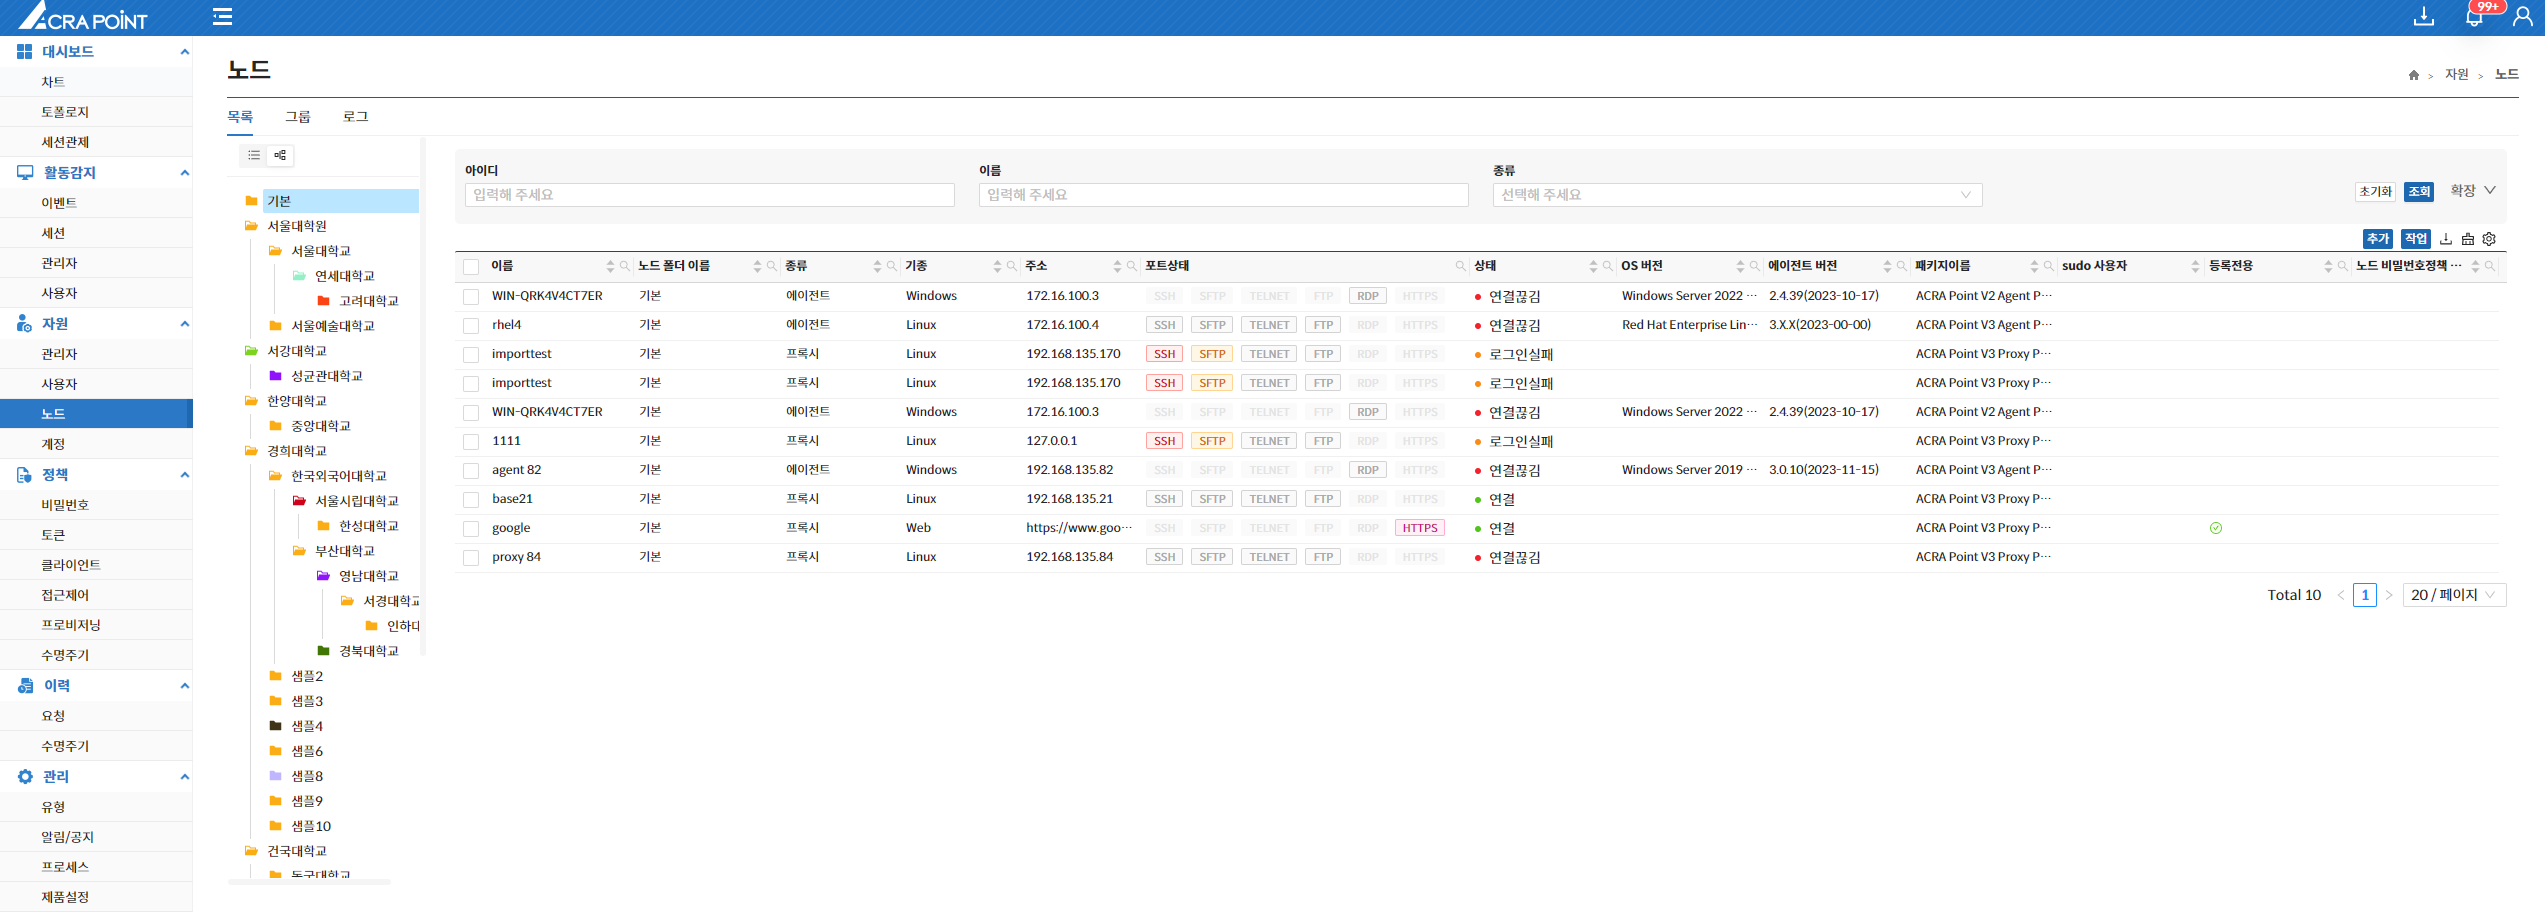 ACRA POINT
99+
대시보드
차트
토폴로지
세션관제
활동감지
이벤트
세션
관리자
사용자
자원
관리자
사용자
노드
계정
정책
비밀번호
토큰
클라이언트
접근제어
프로비저닝
수명주기
이력
요청
수명주기
관리
유형
알림/공지
프로세스
제품설정
노드
> 자원 > 노드
목록 그룹 로그
기본
서울대학원
서울대학교
연세대학교
고려대학교
서울예술대학교
서강대학교
성균관대학교
한양대학교
중앙대학교
경희대학교
한국외국어대학교
서울시립대학교
한성대학교
부산대학교
영남대학교
서경대학교
인하대
경북대학교
샘플2
샘플3
샘플4
샘플6
샘플8
샘플9
샘플10
건국대학교
동국대학교
아이디 이름 종류
입력해 주세요 입력해 주세요 선택해 주세요 초기화 조회 확장
추가 작업
이름 노드 폴더 이름 종류 기종 주소 포트상태 상태 OS 버전 에이전트 버전 패키지이름 sudo 사용자 등록전용 노드 비밀번호정책 ···
WIN-QRK4V4CT7ER 기본 에이전트 Windows 172.16.100.3 SSH SFTP TELNET FTP RDP HTTPS 연결끊김 Windows Server 2022 ··· 2.4.39(2023-10-17) ACRA Point V2 Agent P···
rhel4 기본 에이전트 Linux 172.16.100.4 SSH SFTP TELNET FTP RDP HTTPS 연결끊김 Red Hat Enterprise Lin··· 3.X.X(2023-00-00) ACRA Point V3 Agent P···
importtest 기본 프록시 Linux 192.168.135.170 SSH SFTP TELNET FTP RDP HTTPS 로그인실패 ACRA Point V3 Proxy P···
importtest 기본 프록시 Linux 192.168.135.170 SSH SFTP TELNET FTP RDP HTTPS 로그인실패 ACRA Point V3 Proxy P···
WIN-QRK4V4CT7ER 기본 에이전트 Windows 172.16.100.3 SSH SFTP TELNET FTP RDP HTTPS 연결끊김 Windows Server 2022 ··· 2.4.39(2023-10-17) ACRA Point V2 Agent P···
1111 기본 프록시 Linux 127.0.0.1 SSH SFTP TELNET FTP RDP HTTPS 로그인실패 ACRA Point V3 Proxy P···
agent 82 기본 에이전트 Windows 192.168.135.82 SSH SFTP TELNET FTP RDP HTTPS 연결끊김 Windows Server 2019 ··· 3.0.10(2023-11-15) ACRA Point V3 Agent P···
base21 기본 프록시 Linux 192.168.135.21 SSH SFTP TELNET FTP RDP HTTPS 연결 ACRA Point V3 Proxy P···
google 기본 프록시 Web https://www.goo··· SSH SFTP TELNET FTP RDP HTTPS 연결 ACRA Point V3 Proxy P···
proxy 84 기본 프록시 Linux 192.168.135.84 SSH SFTP TELNET FTP RDP HTTPS 연결끊김 ACRA Point V3 Proxy P···
Total 10 < 1 > 20 / 페이지